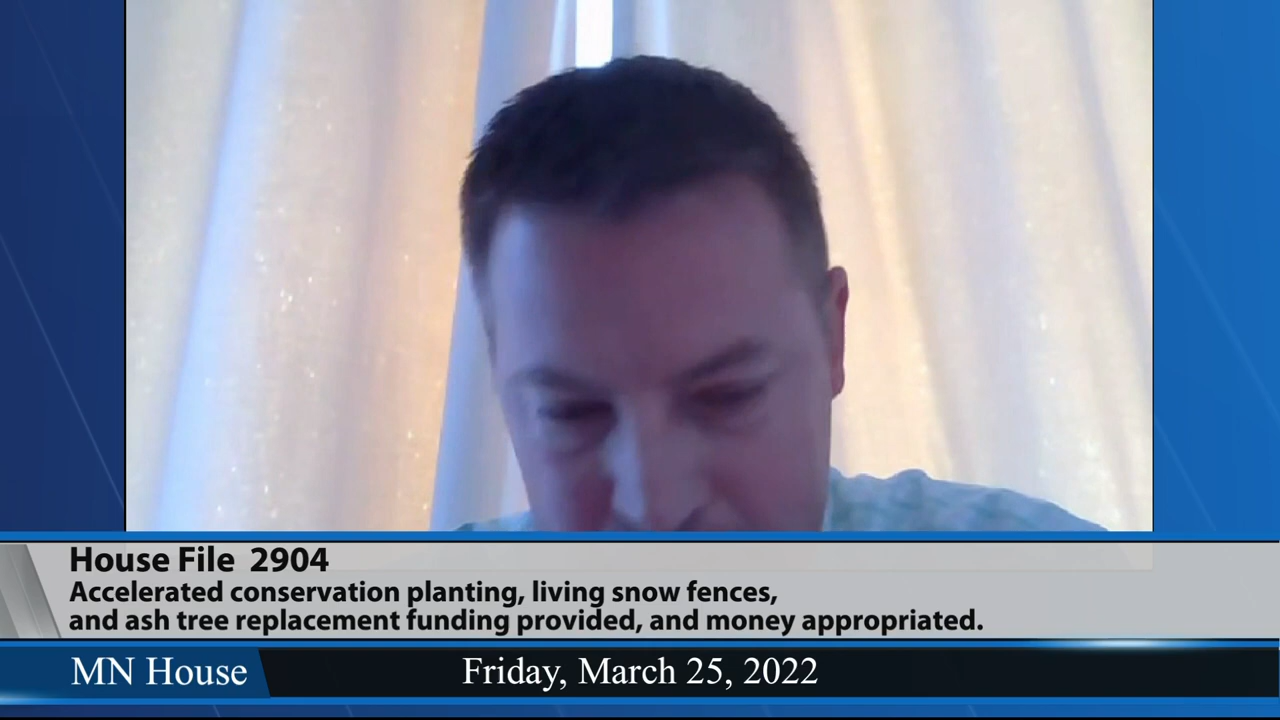 House File 2904
Accelerated conservation planting, living snow fences,
and ash tree replacement funding provided, and money appropriated.
MN House
Friday, March 25, 2022